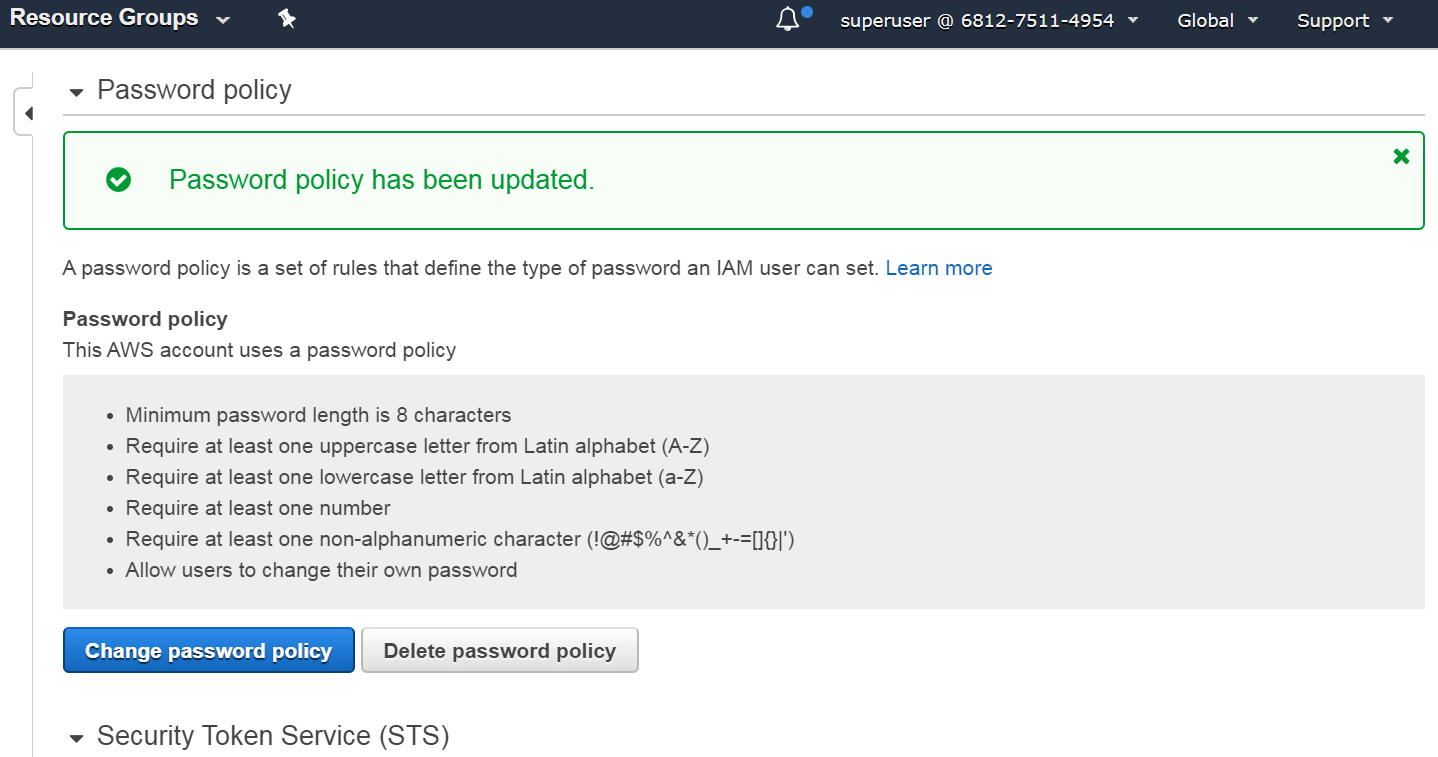 Resource Groups superuser @ 6812-7511-4954 Global Support
Password policy
Password policy has been updated.
A password policy is a set of rules that define the type of password an IAM user can set. Learn more
Password policy
This AWS account uses a password policy
• Minimum password length is 8 characters
• Require at least one uppercase letter from Latin alphabet (A-Z)
• Require at least one lowercase letter from Latin alphabet (a-Z)
• Require at least one number
• Require at least one non-alphanumeric character (!@#$%^&*()_+-=[]{}|')
• Allow users to change their own password
Change password policy Delete password policy
Security Token Service (STS)